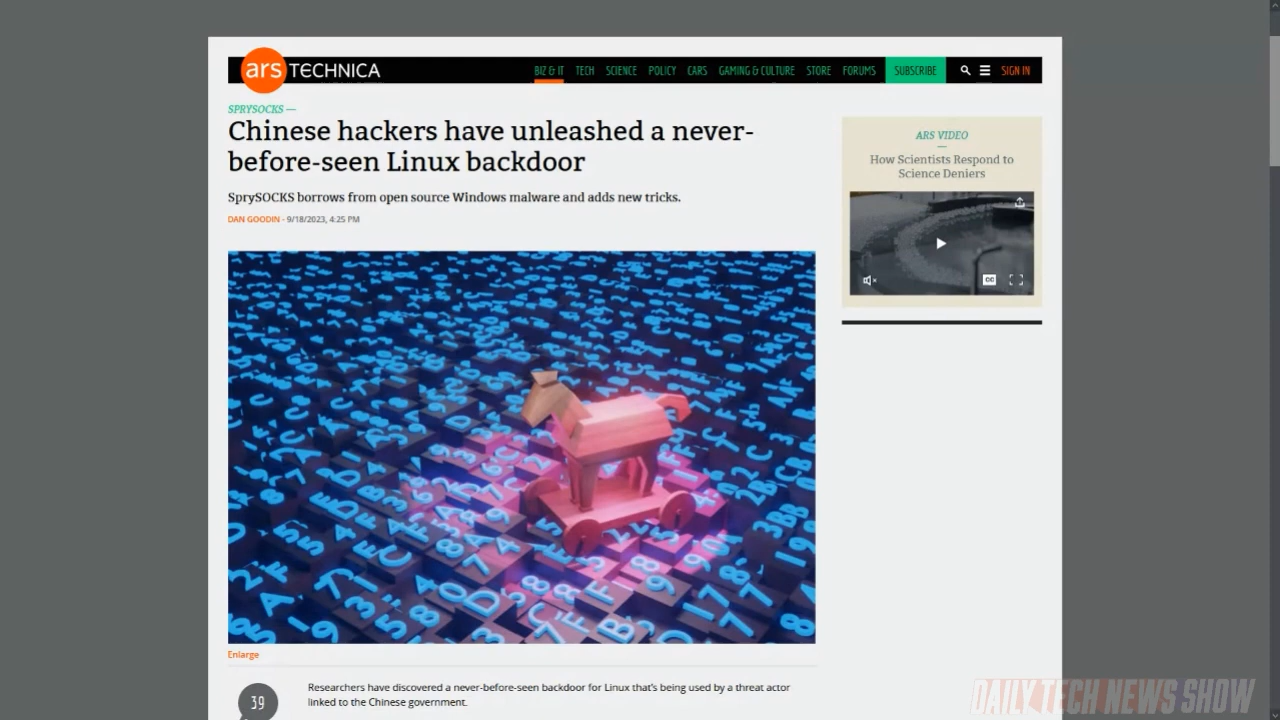 ars TECHNICA
BIZ & IT TECH SCIENCE POLICY CARS GAMING & CULTURE STORE FORUMS SUBSCRIBE SIGN IN
SPRYSOCKS —
Chinese hackers have unleashed a never-
before-seen Linux backdoor
SprySOCKS borrows from open source Windows malware and adds new tricks.
DAN GOODIN - 9/18/2023, 4:25 PM
ARS VIDEO
How Scientists Respond to
Science Deniers
CC
Enlarge
39
Researchers have discovered a never-before-seen backdoor for Linux that's being used by a threat actor
linked to the Chinese government.
DAILY TECH NEWS SHOW